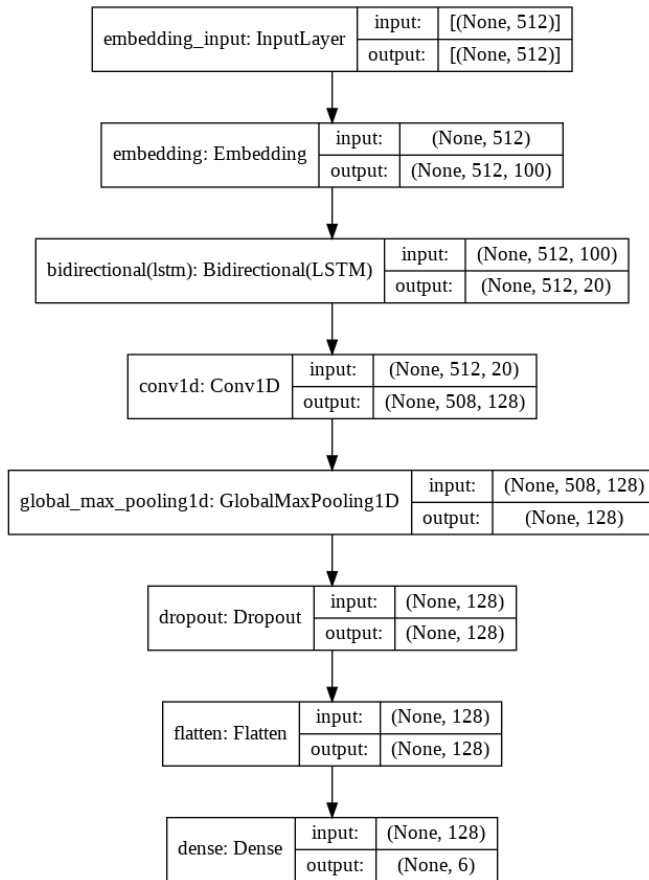 embedding_input: InputLayer
input:
[(None, 512)]
output:
[(None, 512)]
embedding: Embedding
input:
(None, 512)
output:
(None, 512, 100)
bidirectional(lstm): Bidirectional(LSTM)
input:
(None, 512, 100)
output:
(None, 512, 20)
conv1d: Conv1D
input:
(None, 512, 20)
output:
(None, 508, 128)
global_max_pooling1d: GlobalMaxPooling1D
input:
(None, 508, 128)
output:
(None, 128)
dropout: Dropout
input:
(None, 128)
output:
(None, 128)
flatten: Flatten
input:
(None, 128)
output:
(None, 128)
dense: Dense
input:
(None, 128)
output:
(None, 6)